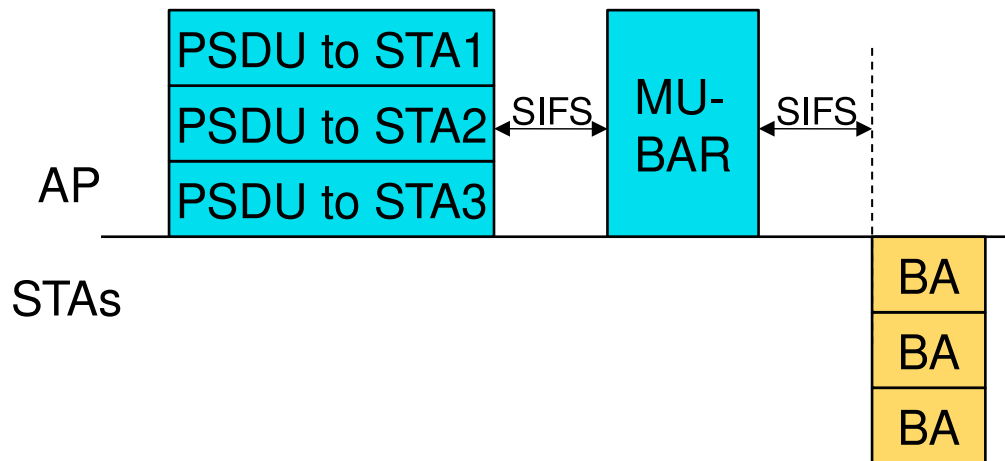 PSDU to STA1
PSDU to STA2
PSDU to STA3
SIFS
MU-
BAR
SIFS
AP
STAs
BA
BA
BA